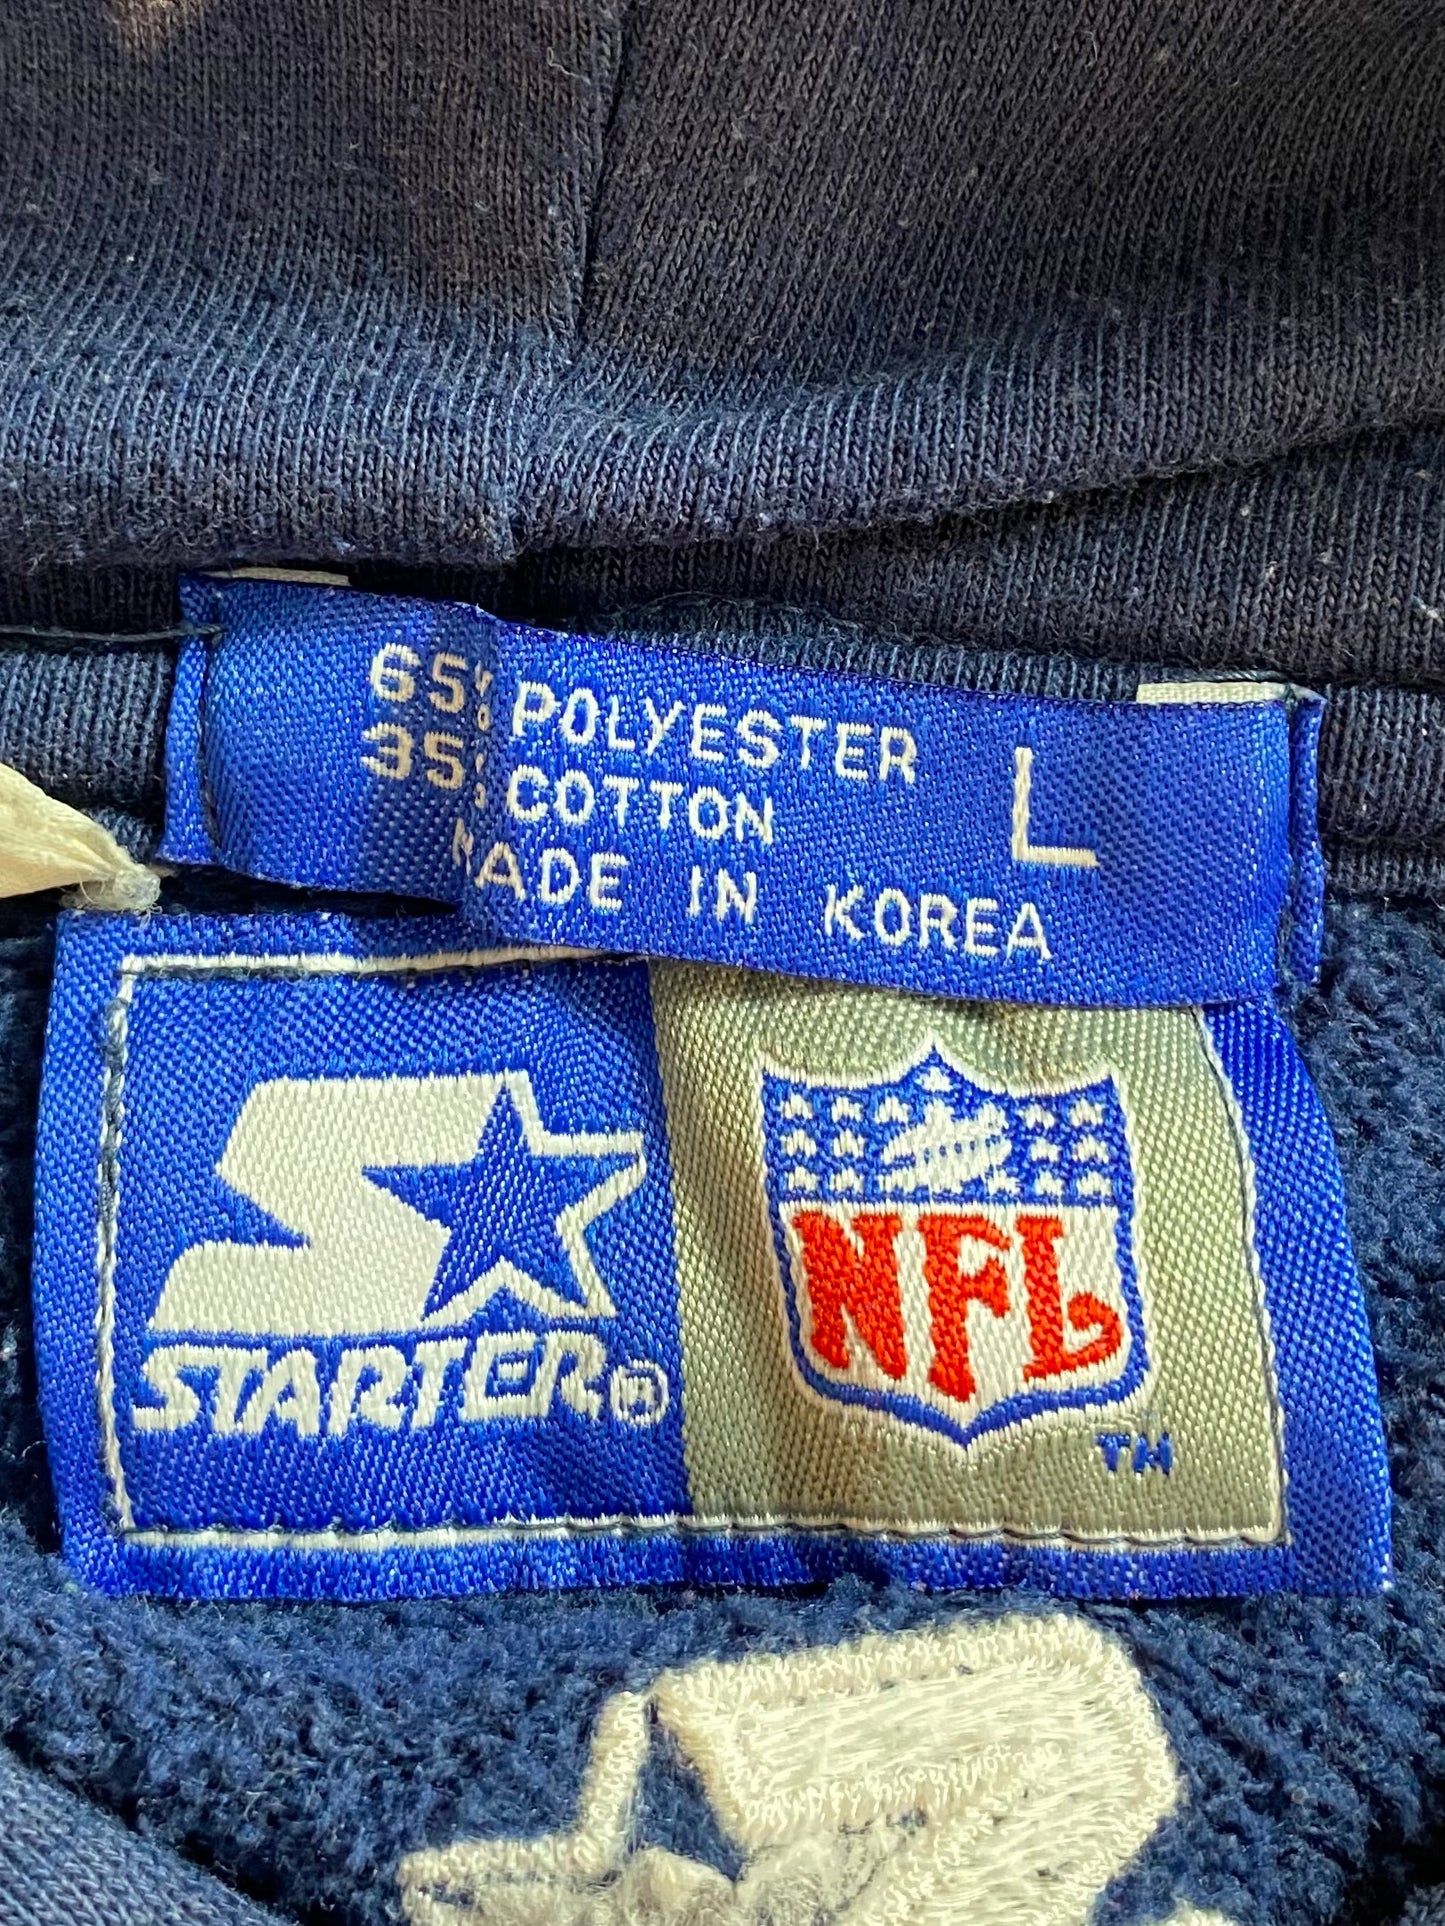 65% POLYESTER
35% COTTON
MADE IN KOREA
L
STARTER®
NFL
TM